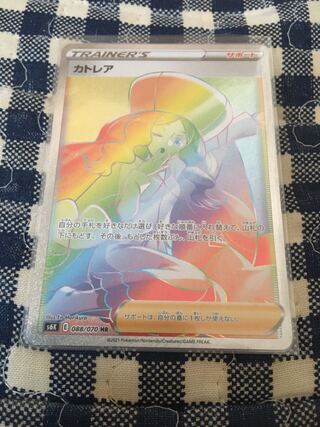 TRAINER'S
サポート
カトレア
自分の手札を好きなだけ選び、好きな順番に入れ替えて、山札
の下にもどす。その後、もどした枚数ぶん、山札を引く。
サポートは、自分の番に1枚しか使えない。
s6K
088/070 HR
©2021 Pokémon/Nintendo/Creatures/GAME FREAK.